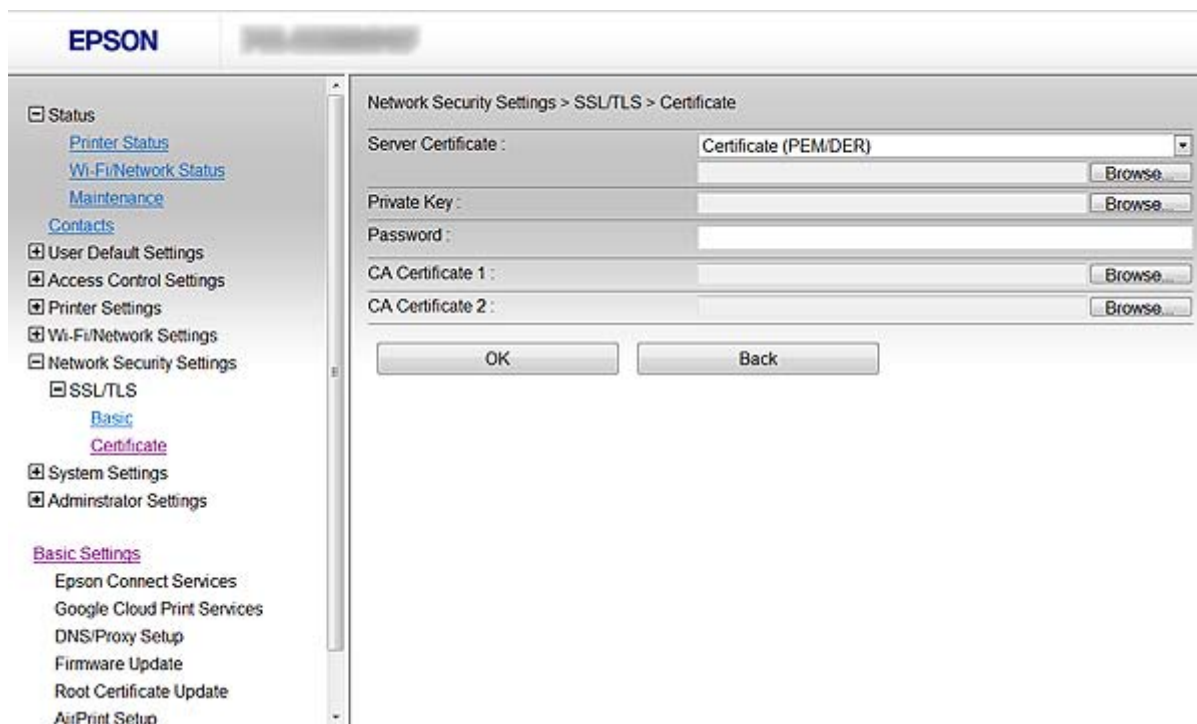 EPSON
Status
Printer Status
Wi-Fi/Network Status
Maintenance
Contacts
User Default Settings
Access Control Settings
Printer Settings
Wi-Fi/Network Settings
Network Security Settings
SSL/TLS
Basic
Certificate
System Settings
Adminstrator Settings
Basic Settings
Epson Connect Services
Google Cloud Print Services
DNS/Proxy Setup
Firmware Update
Root Certificate Update
AirPrint Setup
Network Security Settings > SSL/TLS > Certificate
Server Certificate : Certificate (PEM/DER)
Browse...
Private Key : Browse...
Password :
CA Certificate 1 : Browse...
CA Certificate 2 : Browse...
OK Back